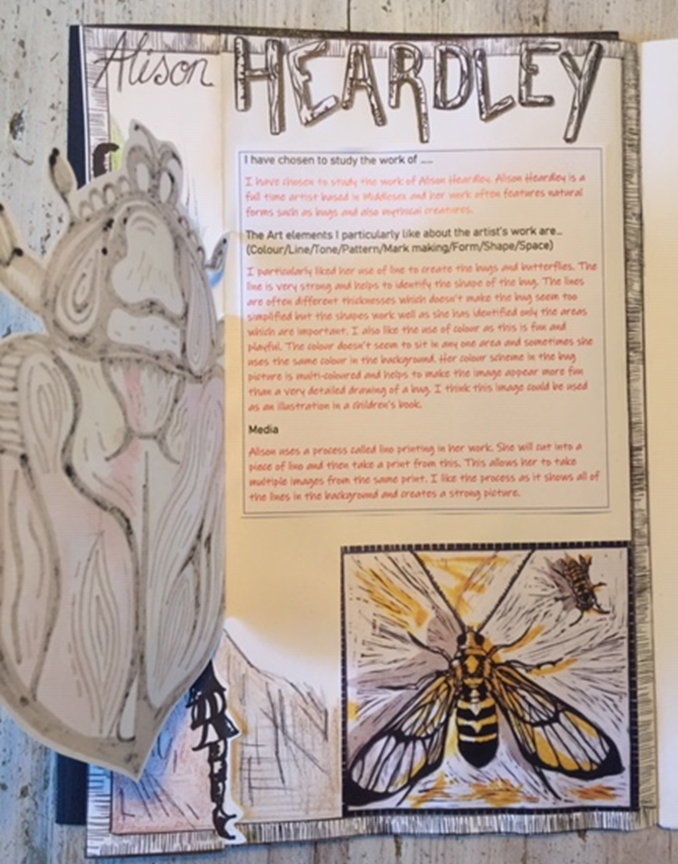 Alison HEARDLEY
I have chosen to study the work of .....
I have chosen to study the work of Alison Heardley. Alison Heardley is a
full time artist based in Middlesex and her work often features natural
forms such as bugs and also mythical creatures.
The Art elements I particularly like about the artist's work are...
(Colour/Line/Tone/Pattern/Mark making/Form/Shape/Space)
I particularly liked her use of line to create the bugs and butterflies. The
line is very strong and helps to identify the shape of the bug. The lines
are often different thicknesses which doesn't make the bug seem too
simplified but the shapes work well as she has identified only the areas
which are important. I also like the use of colour as this is fun and
playful. The colour doesn't seem to sit in any one area and sometimes she
uses the same colour in the background. Her colour scheme in the bug
picture is multi-coloured and helps to make the image appear more fun
than a very detailed drawing of a bug. I think this image could be used
as an illustration in a children's book.
Media
Alison uses a process called lino printing in her work. She will cut into a
piece of lino and then take a print from this. This allows her to take
multiple images from the same print. I like the process as it shows all of
the lines in the background and creates a strong picture.